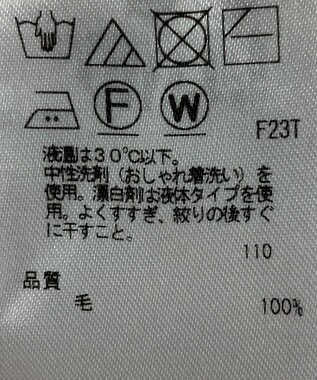 F W
F23T
液温は30℃以下。
中性洗剤（おしゃれ着洗い）を
使用。漂白剤は液体タイプを使
用。よくすすぎ、絞りの後すぐ
に干すこと。
110
品質
毛 100%